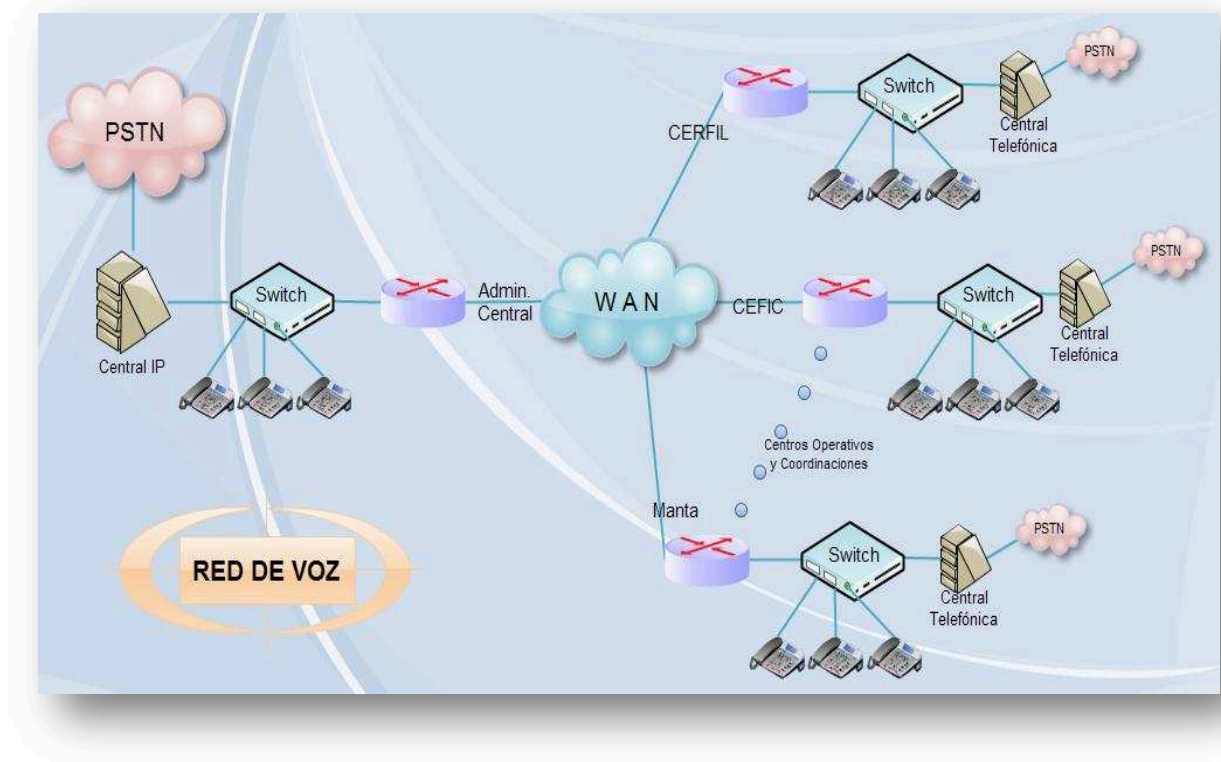 PSTN
Central IP
Switch
Admin.
Central
W A N
CERFIL
Switch
Central
Telefónica
PSTN
CEFIC
Switch
Central
Telefónica
PSTN
Centros Operativos
y Coordinaciones
Manta
Switch
Central
Telefónica
PSTN
RED DE VOZ